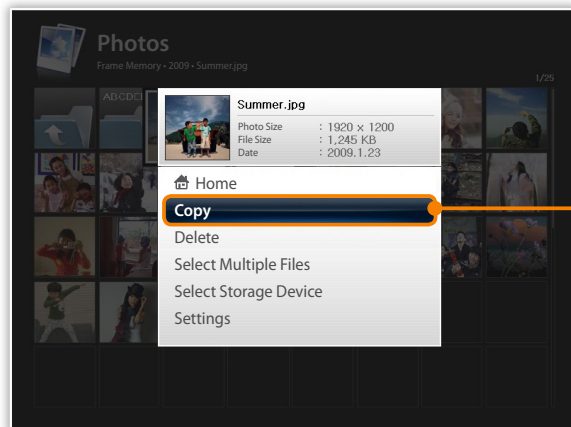 Photos
Frame Memory • 2009 • Summer.jpg
1/25
ABCDE
Summer.jpg
Photo Size : 1920 x 1200
File Size : 1,245 KB
Date : 2009.1.23
Home
Copy
Delete
Select Multiple Files
Select Storage Device
Settings